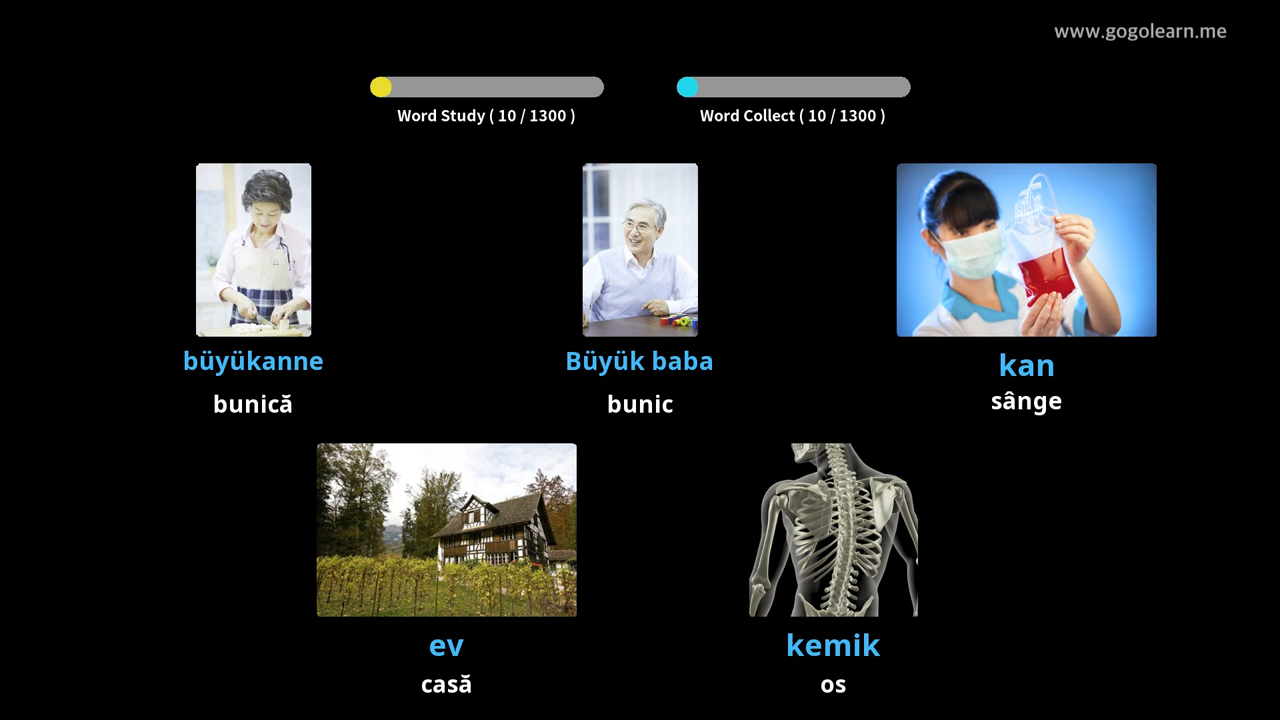 www.gogolearn.me
Word Study ( 10 / 1300 )
Word Collect ( 10 / 1300 )
büyükanne
bunică
Büyük baba
bunic
kan
sânge
ev
casă
kemik
os